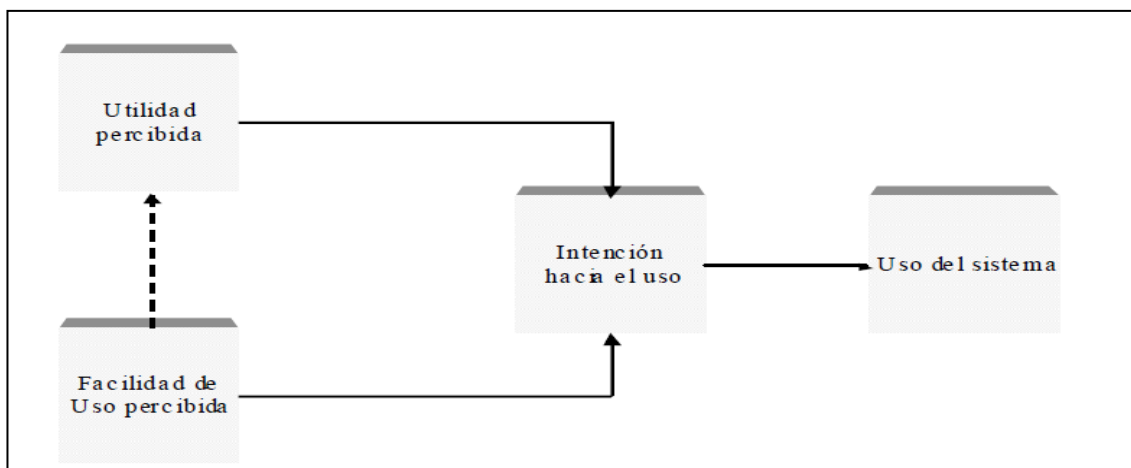 Utilidad
percibida
Intención
hacia el uso
Uso del sistema
Facilidad de
Uso percibida